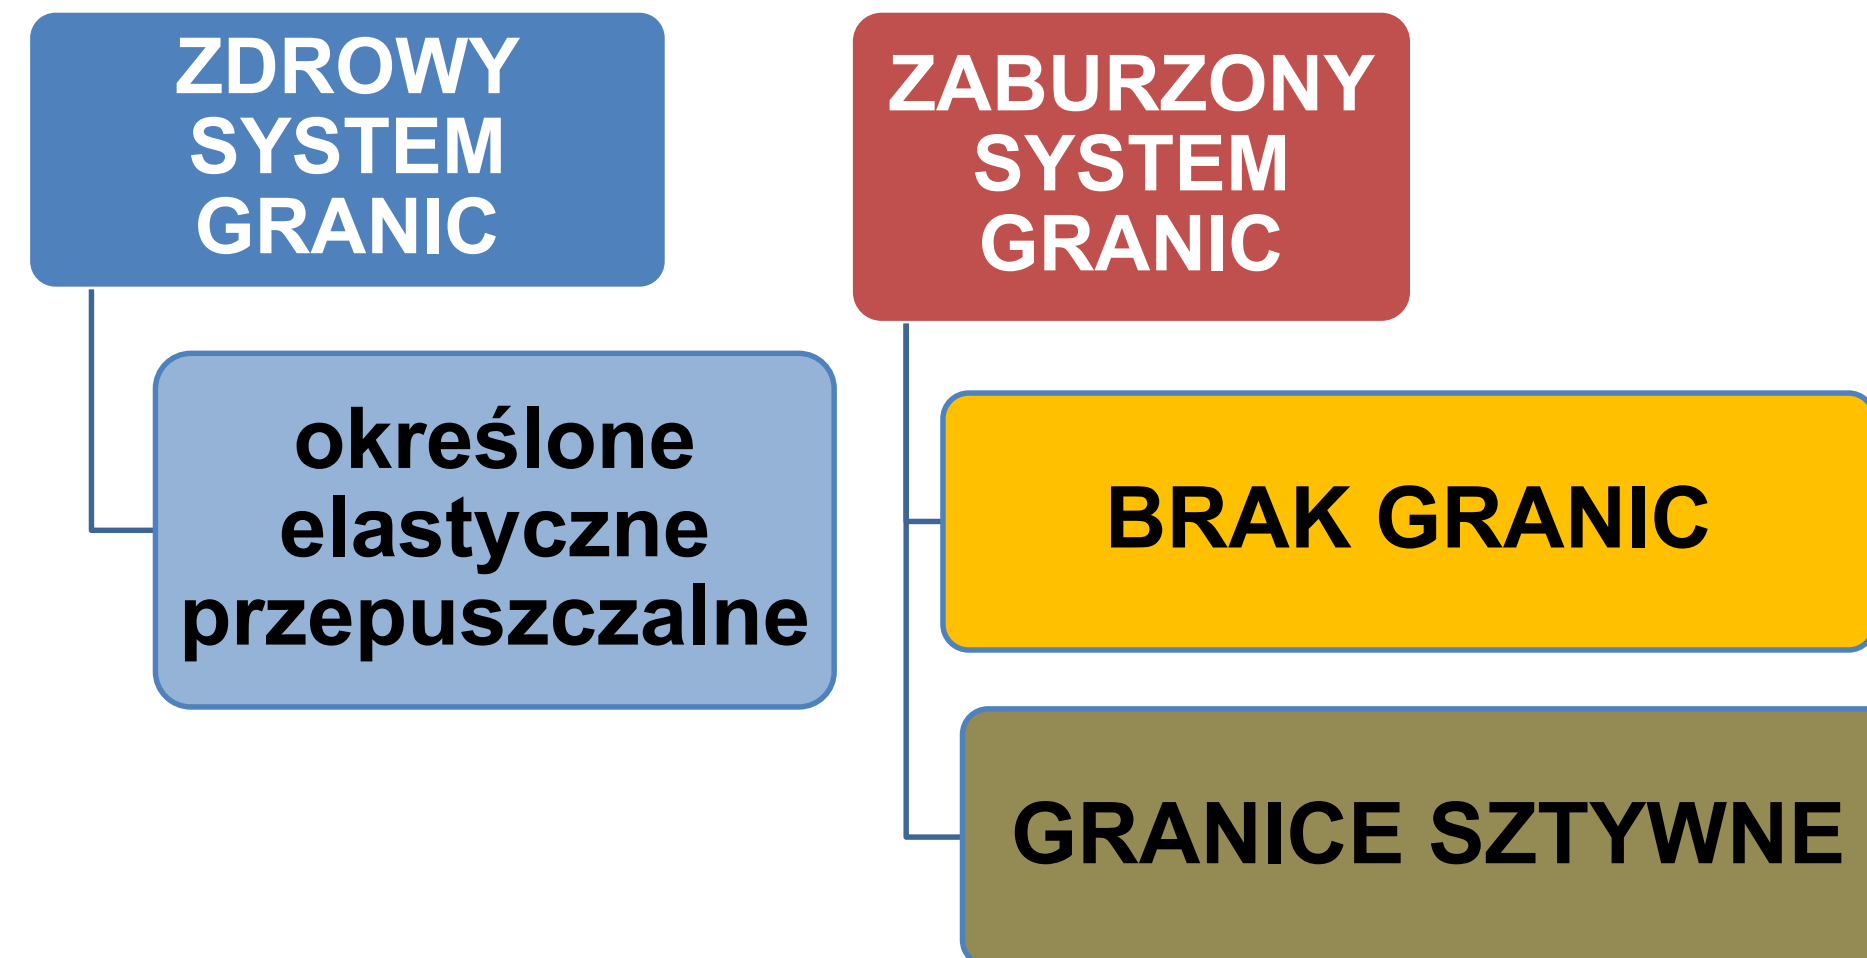 ZDROWY
SYSTEM
GRANIC
określone
elastyczne
przepuszczalne
ZABURZONY
SYSTEM
GRANIC
BRAK GRANIC
GRANICE SZTYWNE